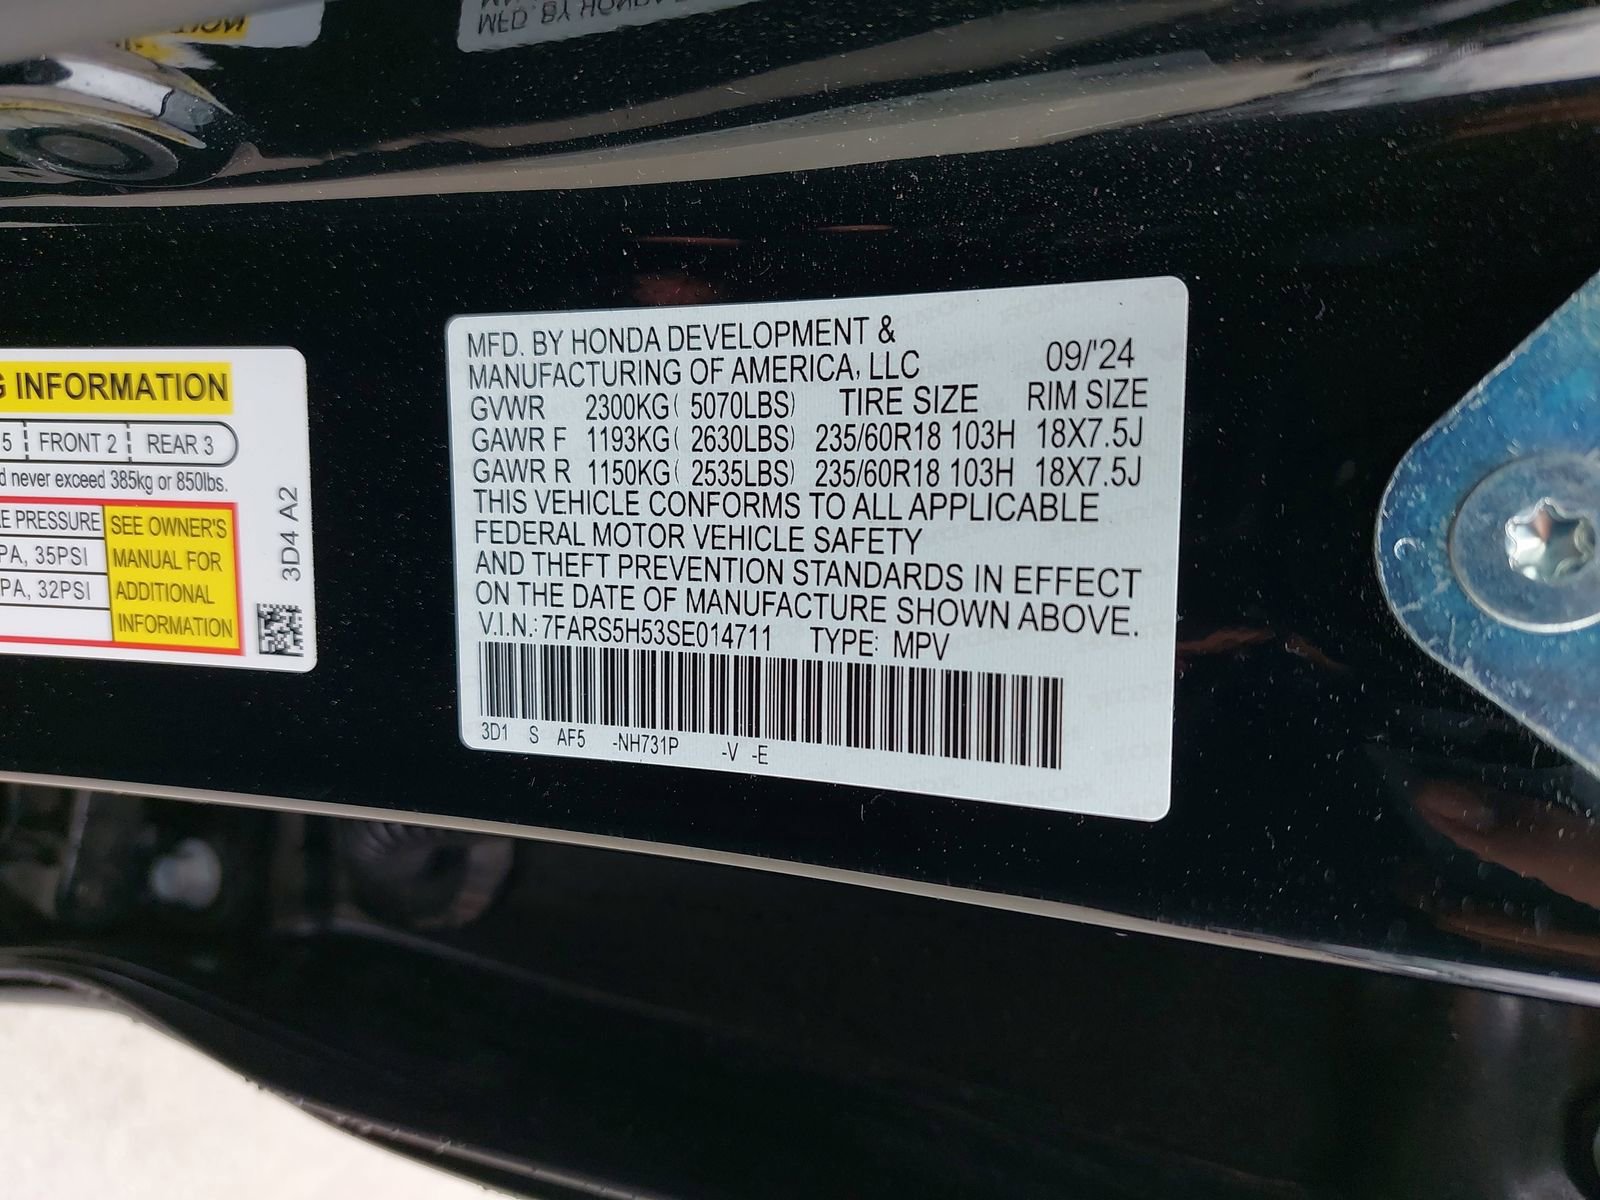 MFD. BY HONDA DEVELOPMENT &
MANUFACTURING OF AMERICA, LLC 09/'24
GVWR 2300KG( 5070LBS) TIRE SIZE RIM SIZE
GAWR F 1193KG( 2630LBS) 235/60R18 103H 18X7.5J
GAWR R 1150KG( 2535LBS) 235/60R18 103H 18X7.5J
THIS VEHICLE CONFORMS TO ALL APPLICABLE
FEDERAL MOTOR VEHICLE SAFETY
AND THEFT PREVENTION STANDARDS IN EFFECT
ON THE DATE OF MANUFACTURE SHOWN ABOVE.
V.I.N.: 7FARS5H53SE014711 TYPE: MPV
3D1 S AF5 -NH731P -V -E
G INFORMATION
5 FRONT 2 REAR 3
d never exceed 385kg or 850lbs.
E PRESSURE
PA, 35PSI
PA, 32PSI
SEE OWNER'S
MANUAL FOR
ADDITIONAL
INFORMATION
3D4 A2
MFD. BY HONDA